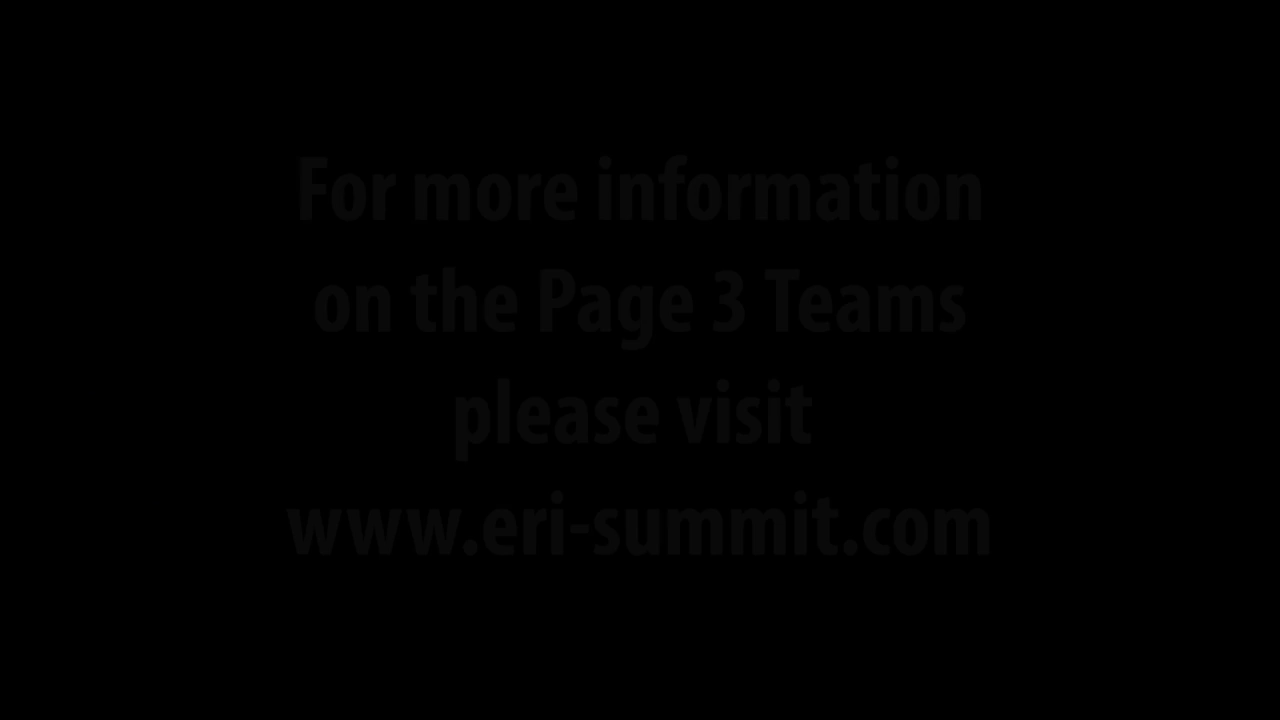 For more information
on the Page 3 Teams
please visit
www.eri-summit.com